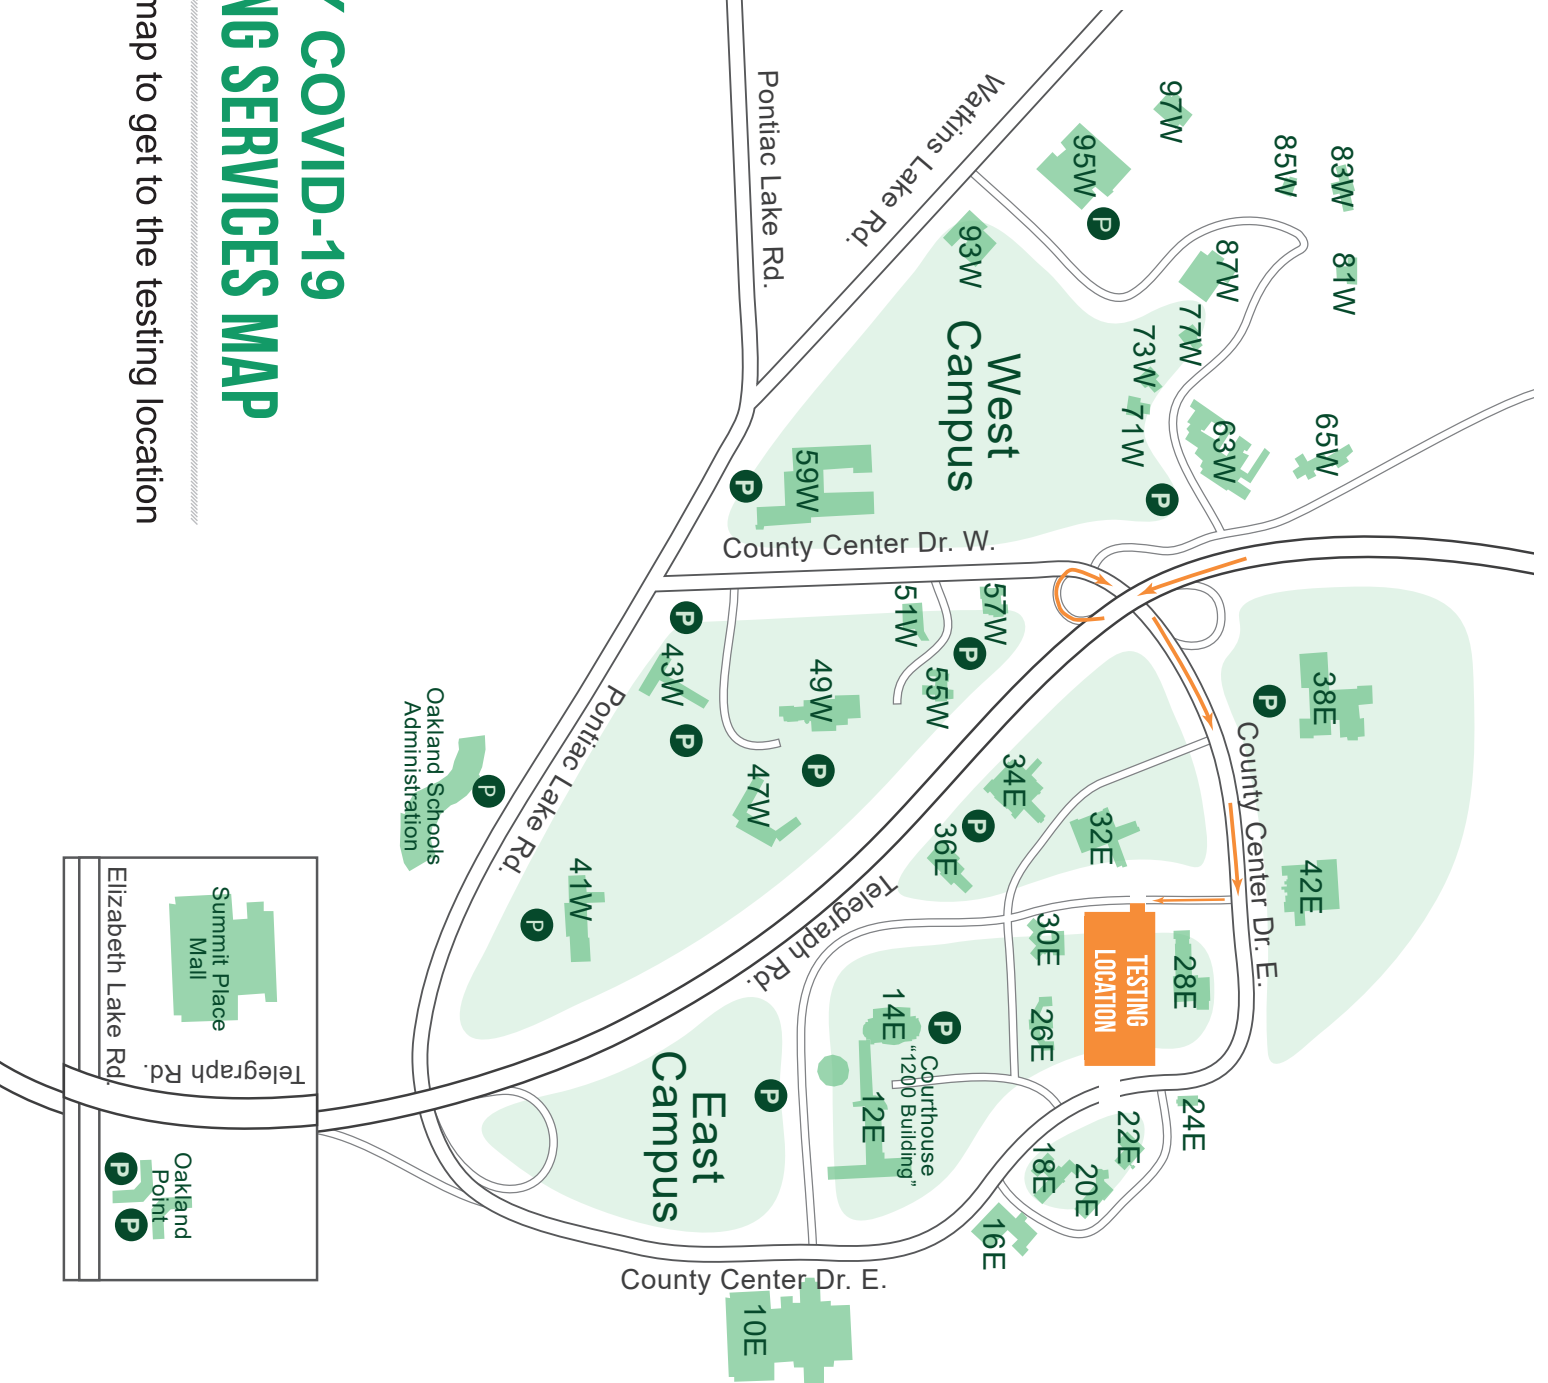 Y COVID-19
NG SERVICES MAP
map to get to the testing location
83W
81W
85W
97W
95W
P
87W
93W
77W
73W
71W
65W
63W
P
Watkins Lake Rd.
Pontiac Lake Rd.
West
Campus
59W
P
County Center Dr. W.
57W
51W
55W
P
P
43W
P
49W
P
47W
41W
P
Pontiac Lake Rd.
Oakland Schools
Administration
P
38E
P
County Center Dr. E.
42E
34E
P
36E
32E
Telegraph Rd.
30E
TESTING
LOCATION
28E
26E
14E
P
Courthouse
“1200 Building”
12E
24E
22E
20E
18E
16E
East
Campus
P
County Center Dr. E.
10E
Summit Place
Mall
Elizabeth Lake Rd.
Telegraph Rd.
Oakland
Point
P
P